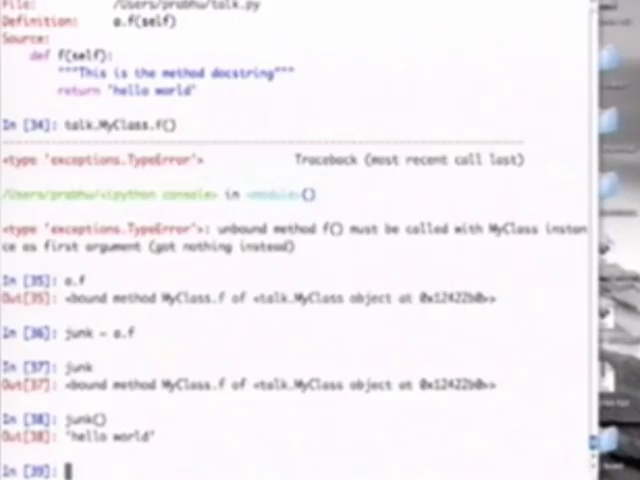 File: /Users/prabhu/talk.py
Definition: a.f(self)
Source:
def f(self):
"""This is the method docstring"""
return 'hello world'
In [34]: talk.MyClass.f()
<type 'exceptions.TypeError'> Traceback (most recent call last)
/Users/prabhu/<ipython console> in <module>()
<type 'exceptions.TypeError'>: unbound method f() must be called with MyClass instan
ce as first argument (got nothing instead)
In [35]: a.f
Out[35]: <bound method MyClass.f of <talk.MyClass object at 0x12422b0>>
In [36]: junk = a.f
In [37]: junk
Out[37]: <bound method MyClass.f of <talk.MyClass object at 0x12422b0>>
In [38]: junk()
Out[38]: 'hello world'
In [39]: